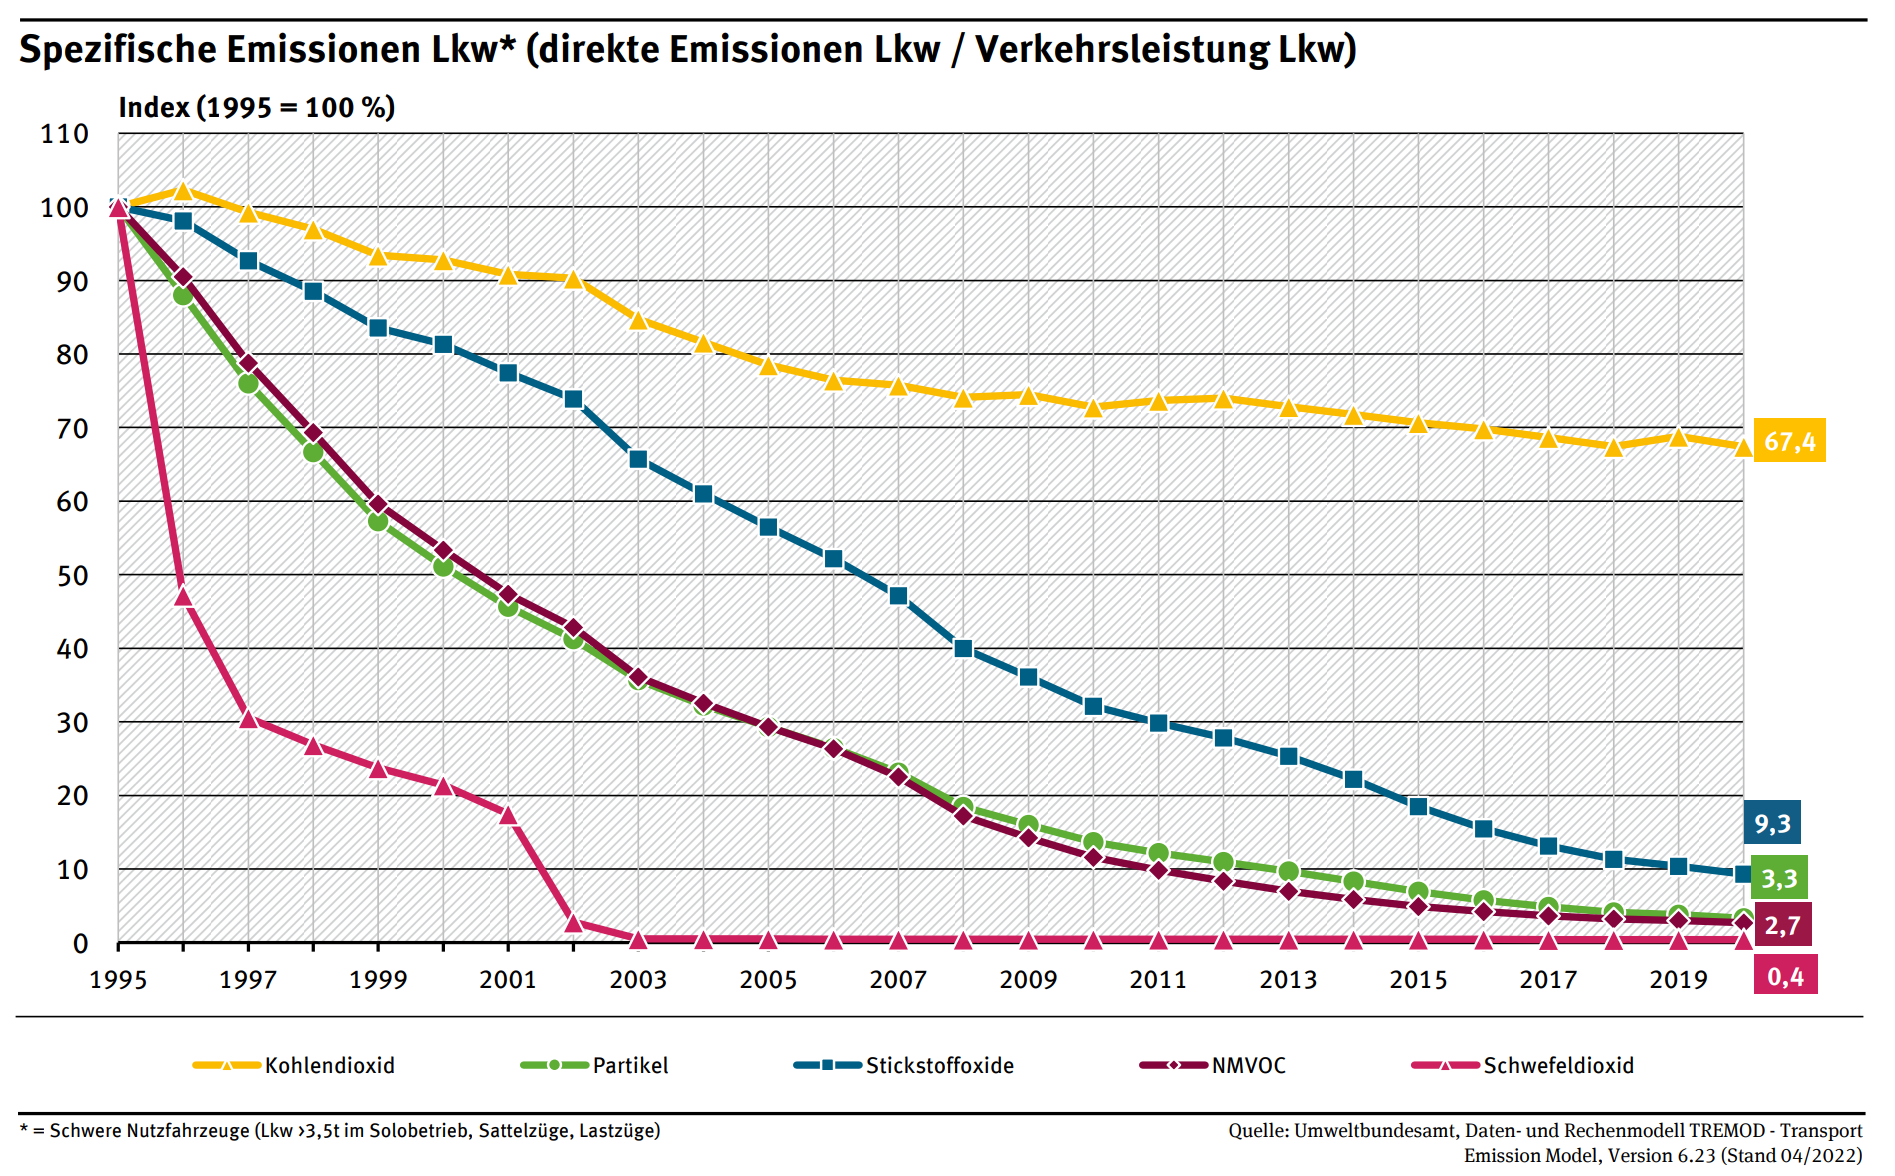 Spezifische Emissionen Lkw* (direkte Emissionen Lkw / Verkehrsleistung Lkw)
Index (1995 = 100 %)
110
100
90
80
70
60
50
40
30
20
10
0
67,4
9,3
3,3
2,7
0,4
1995 1997 1999 2001 2003 2005 2007 2009 2011 2013 2015 2017 2019
Kohlendioxid Partikel Stickstoffoxide NMVOC Schwefeldioxid
* = Schwere Nutzfahrzeuge (Lkw >3,5t im Solobetrieb, Sattelzüge, Lastzüge)
Quelle: Umweltbundesamt, Daten- und Rechenmodell TREMOD - Transport
Emission Model, Version 6.23 (Stand 04/2022)